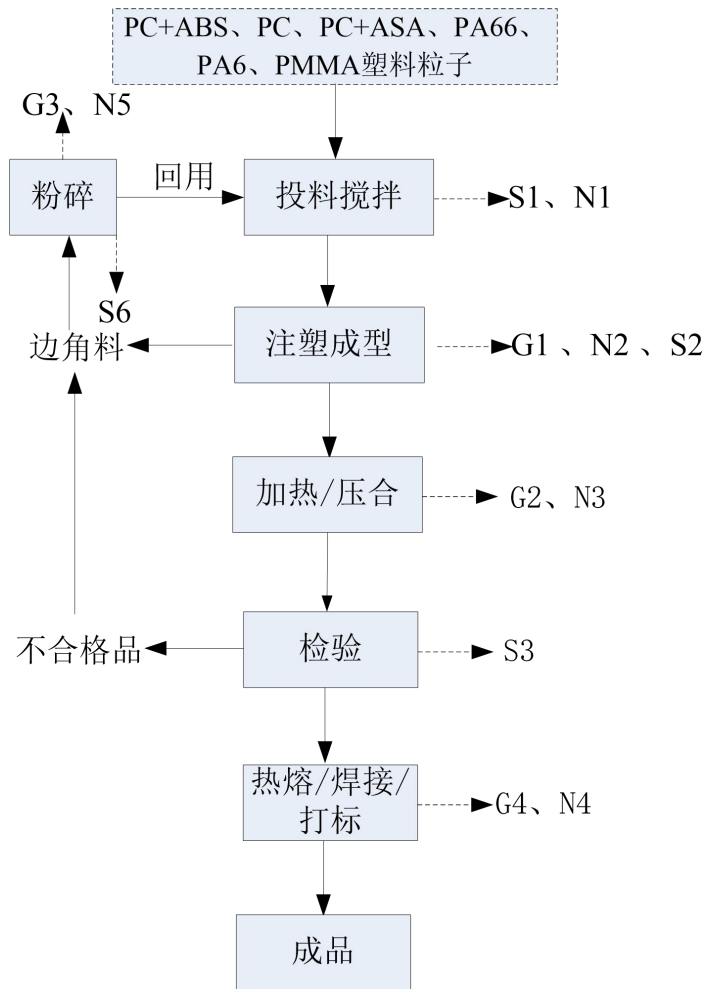 PC+ABS、PC、PC+ASA、PA66、
PA6、PMMA塑料粒子
G3、N5
粉碎
回用
投料搅拌
S1、N1
S6
边角料
注塑成型
G1 、N2 、S2
加热/压合
G2、N3
不合格品
检验
S3
热熔/焊接/
打标
G4、N4
成品